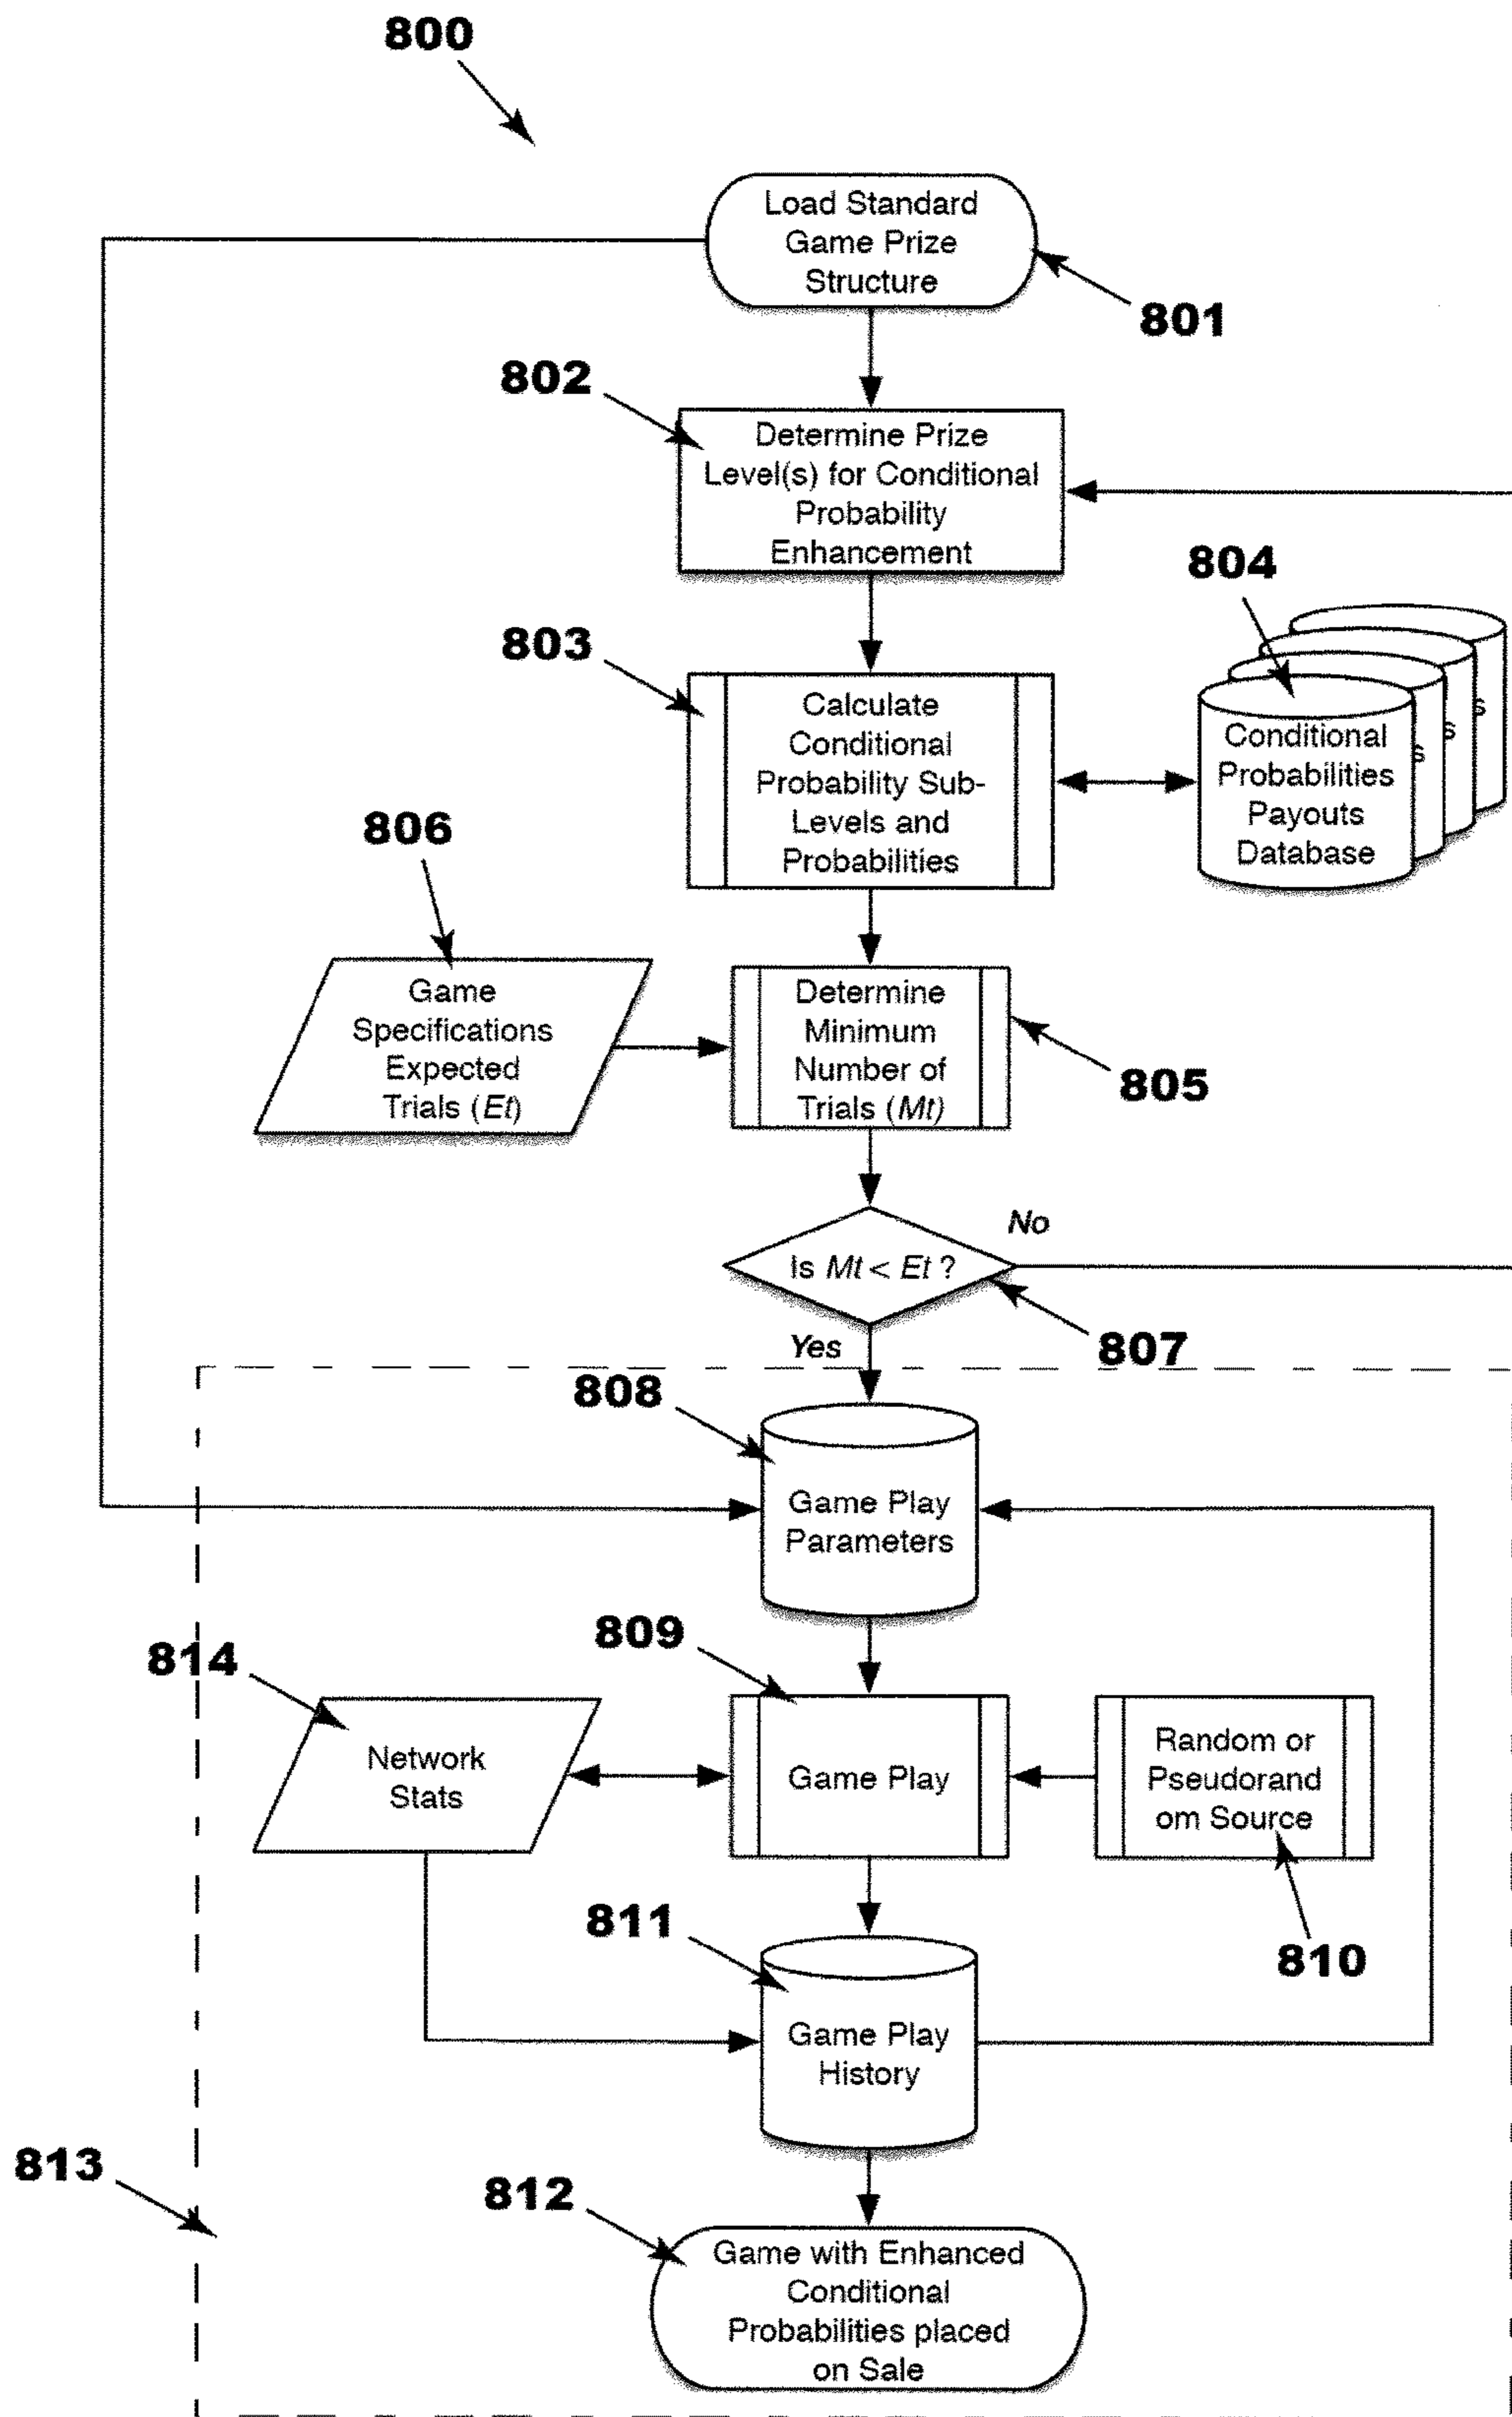 800
Load Standard
Game Prize
Structure
801
802
Determine Prize
Level(s) for Conditional
Probability
Enhancement
804
803
Calculate
Conditional
Probability Sub-
Levels and
Probabilities
Conditional
Probabilities
Payouts
Database
s
s
s
806
Game
Specifications
Expected
Trials (Et)
Determine
Minimum
Number of
Trials (Mt)
805
No
Is Mt < Et ?
807
Yes
808
Game Play
Parameters
809
814
Network
Stats
Game Play
Random or
Pseudorand
om Source
811
810
Game Play
History
813
812
Game with Enhanced
Conditional
Probabilities placed
on Sale